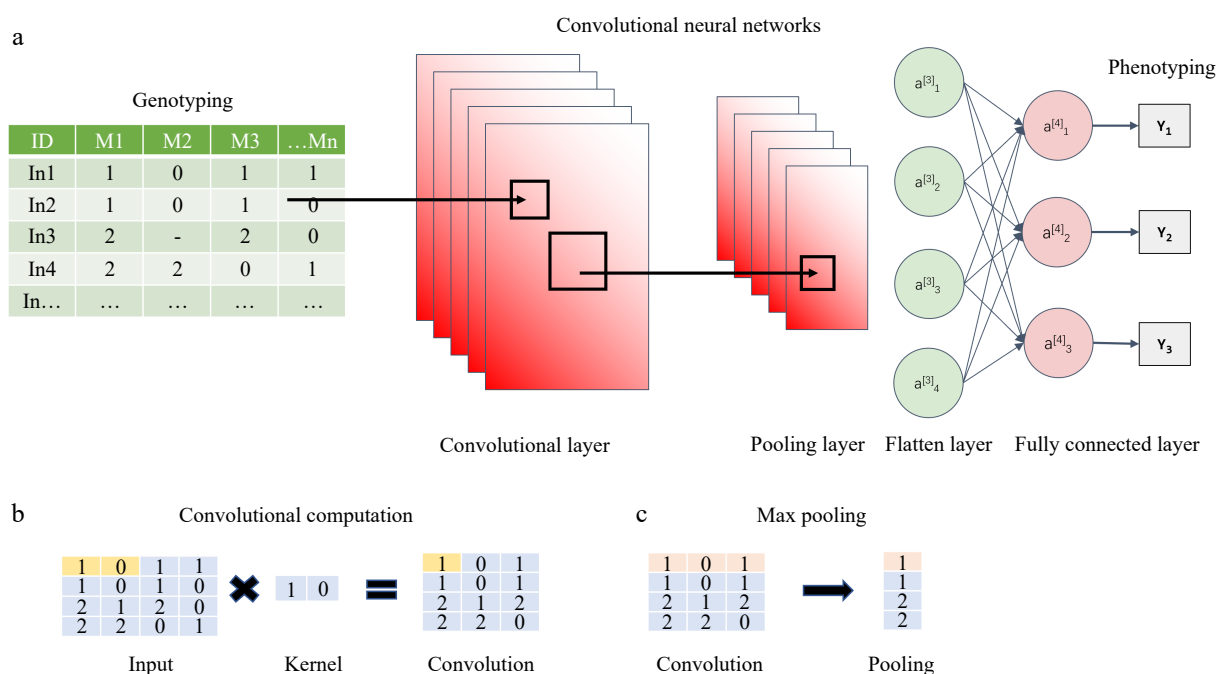 a
Convolutional neural networks
Genotyping
Phenotyping
ID M1 M2 M3 …Mn
In1 1 0 1 1
In2 1 0 1 0
In3 2 - 2 0
In4 2 2 0 1
In… … … … …
a[3]1
a[3]2
a[3]3
a[3]4
a[4]1
a[4]2
a[4]3
Y1
Y2
Y3
Convolutional layer
Pooling layer
Flatten layer
Fully connected layer
b
Convolutional computation
1 0 1 1
1 0 1 0
2 1 2 0
2 2 0 1
Input
1 0
Kernel
1 0 1
1 0 1
2 1 2
2 2 0
Convolution
c
Max pooling
1 0 1
1 0 1
2 1 2
2 2 0
Convolution
1
1
2
2
Pooling